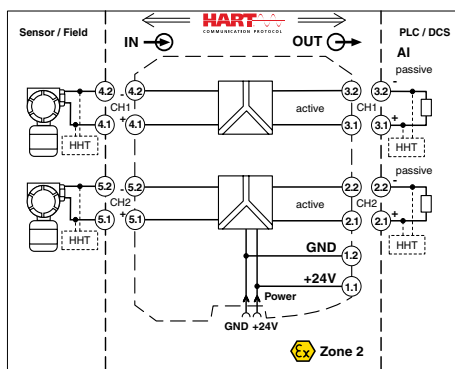 Sensor / Field
HART
COMMUNICATION PROTOCOL
PLC / DCS
IN
OUT
AI
passive
4.2
-
4.2
3.2
3.2
-
CH1
active
CH1
4.1
+
4.1
3.1
3.1
+
HHT
HHT
passive
5.2
-
5.2
2.2
2.2
-
CH2
active
CH2
5.1
+
5.1
2.1
2.1
+
HHT
HHT
GND
1.2
+24V
1.1
Power
GND +24V
Ex Zone 2